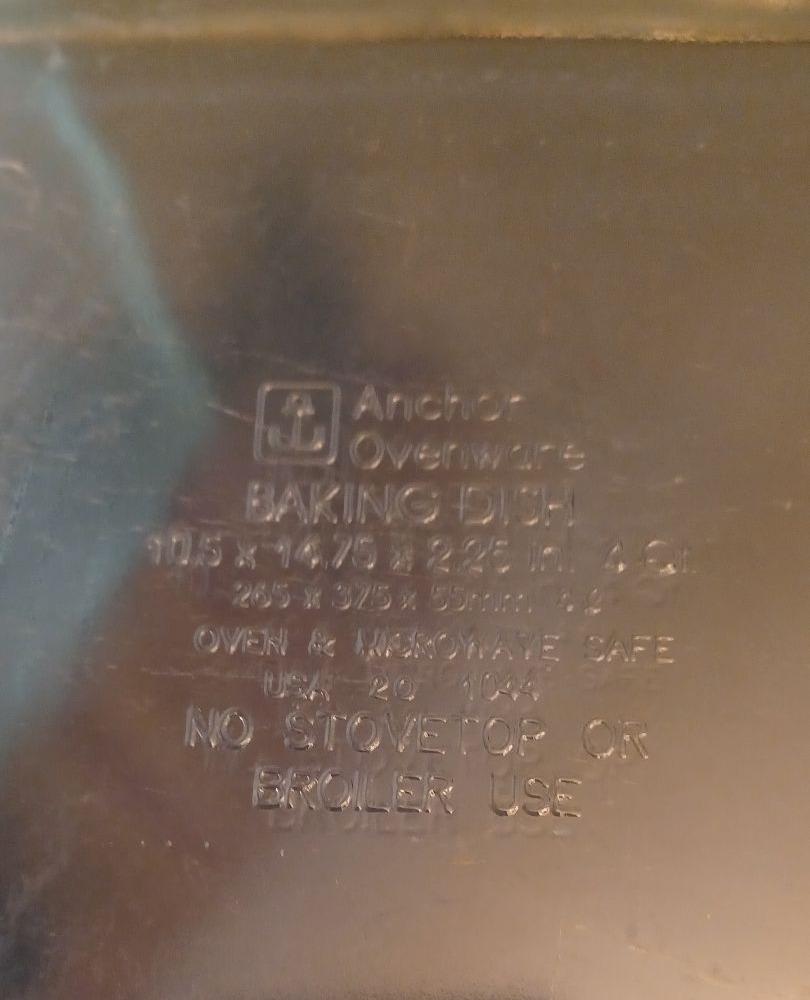 Anchor
Ovenware
BAKING DISH
10.5 x 14.75 x 2.25 in. 4 Qt.
265 x 375 x 55mm 4 ℓ
OVEN & MICROWAVE SAFE
USA 20 1044
NO STOVETOP OR
BROILER USE